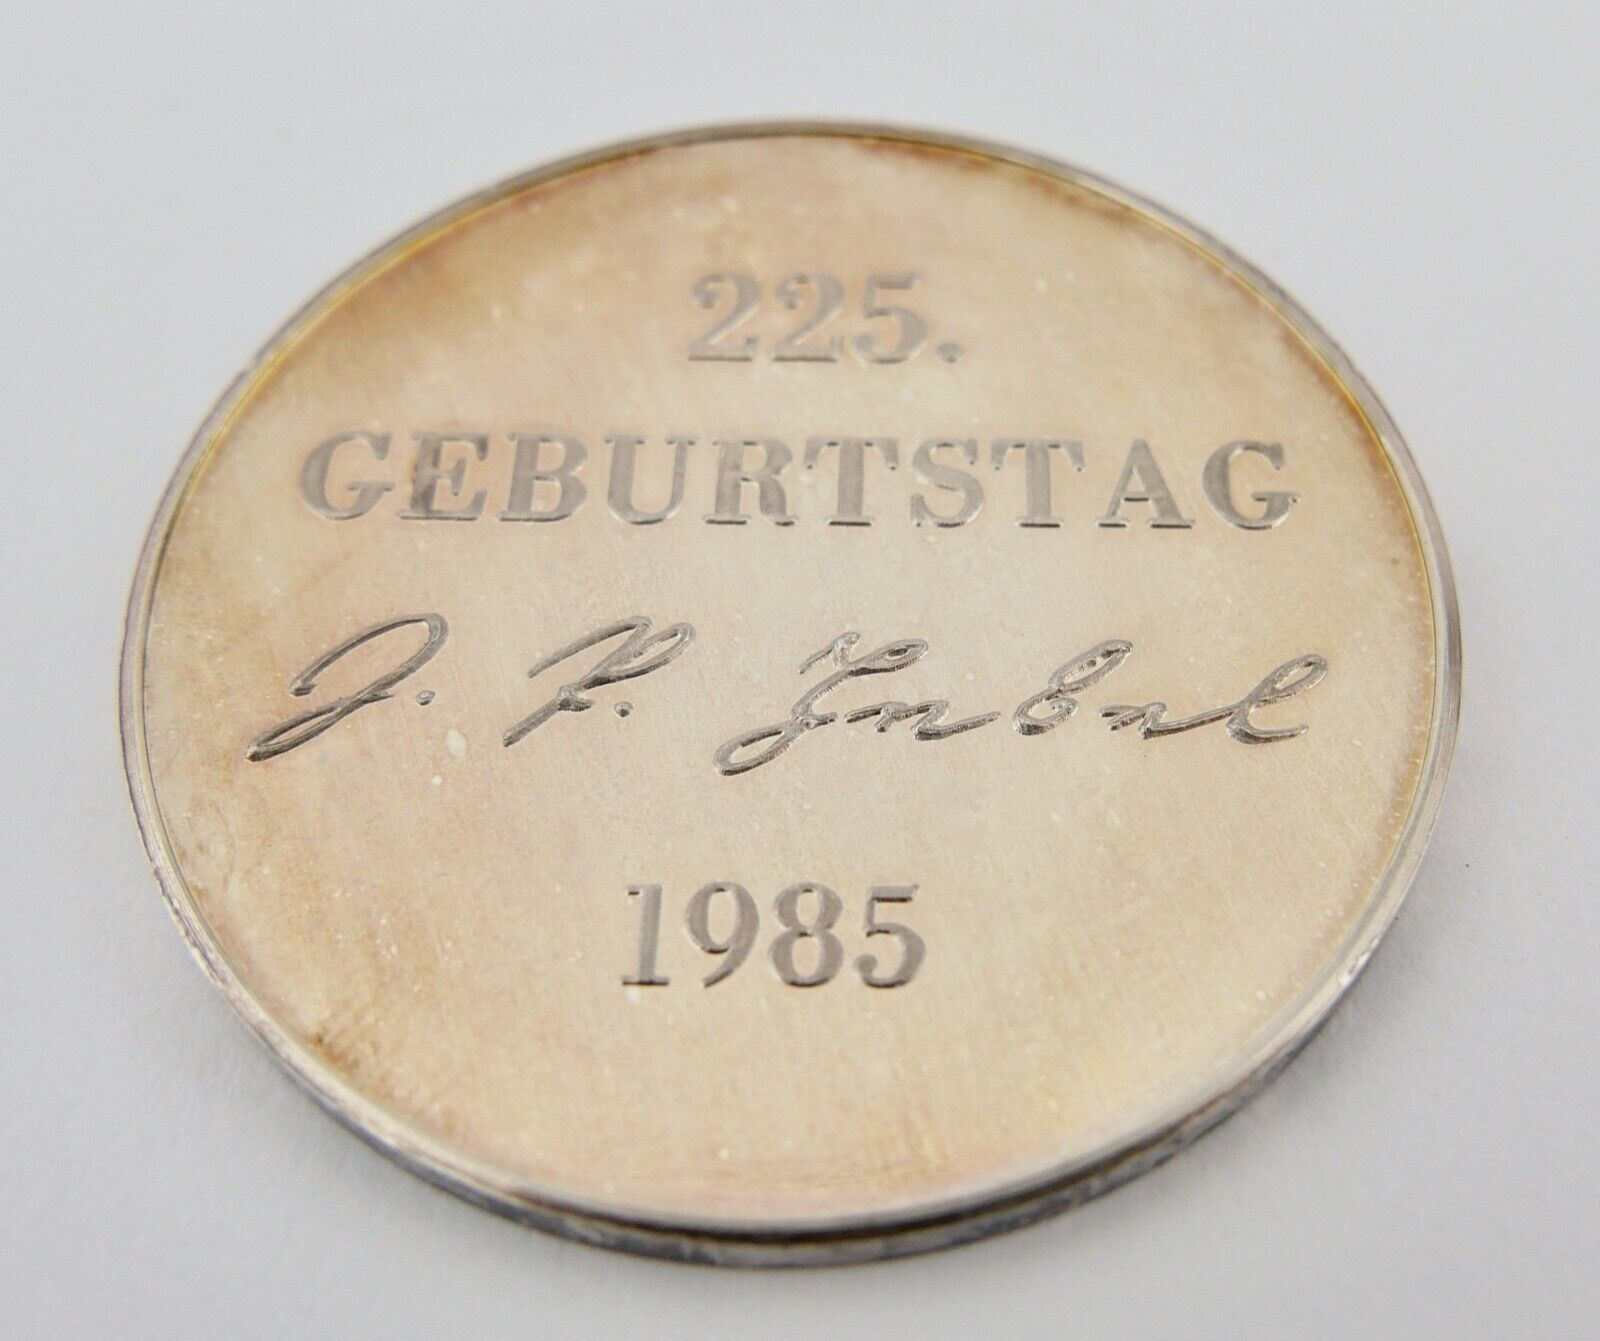 225.
GEBURTSTAG
J. P. Hebel
1985